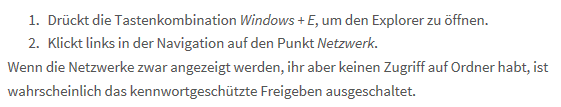 1. Drückt die Tastenkombination Windows + E, um den Explorer zu öffnen.
2. Klickt links in der Navigation auf den Punkt Netzwerk.
Wenn die Netzwerke zwar angezeigt werden, ihr aber keinen Zugriff auf Ordner habt, ist
wahrscheinlich das kennwortgeschützte Freigeben ausgeschaltet.